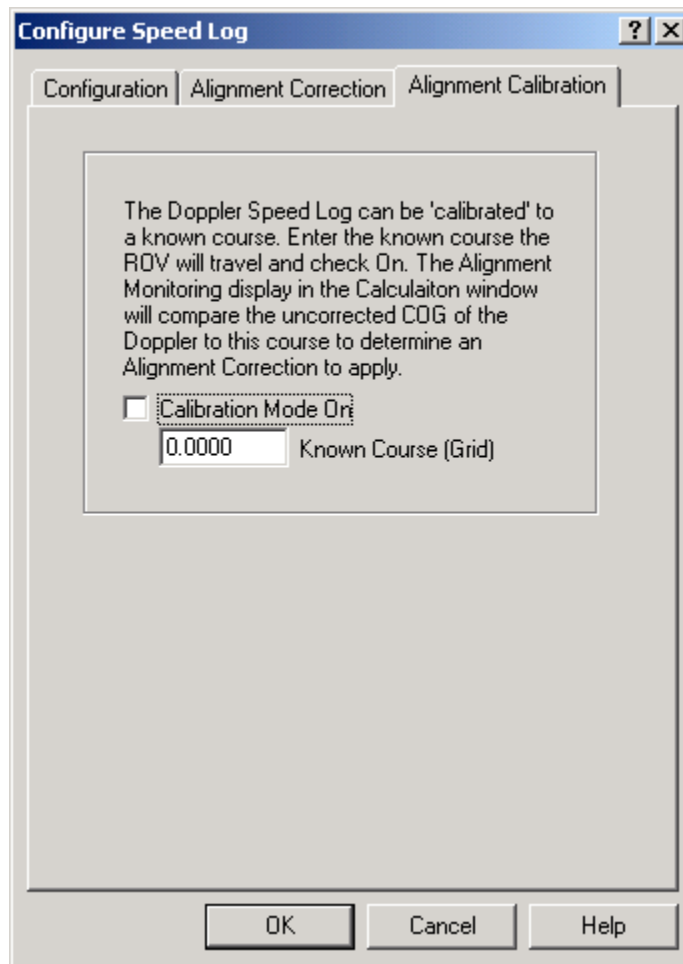 Configure Speed Log
? X
Configuration
Alignment Correction
Alignment Calibration
The Doppler Speed Log can be 'calibrated' to
a known course. Enter the known course the
ROV will travel and check On. The Alignment
Monitoring display in the Calculaiton window
will compare the uncorrected COG of the
Doppler to this course to determine an
Alignment Correction to apply.
Calibration Mode On
0.0000 Known Course (Grid)
OK
Cancel
Help